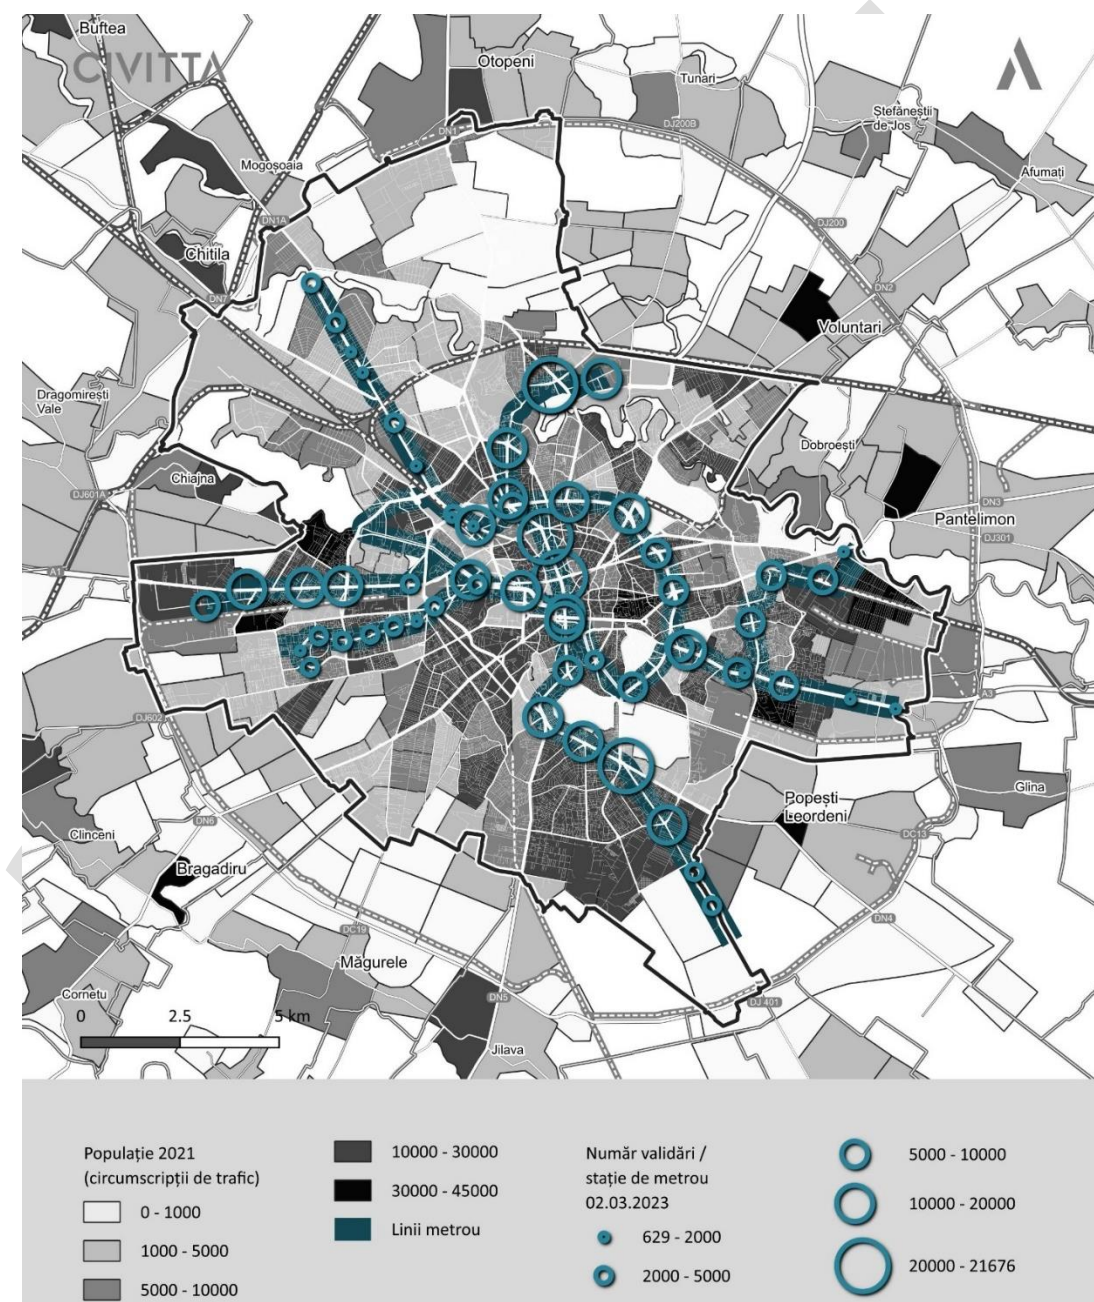 Buftea
CIVITTA
Otopeni
Tunari
Ștefănești
de Jos
DN1
DJ200B
Mogoșoaia
Afumați
DN1A
DJ200
Chitila
DN7
DN2
Voluntari
Dragomirești
Vale
Dobroești
Chiajna
DJ601A
DN3
Pantelimon
DJ301
A1
A3
DJ602
Popești
Leordeni
Glina
DN6
Clinceni
DC13
Bragadiru
DN4
DC19
Măgurele
Cornetu
DN5
DJ 401
0 2.5 5 km
Jilava
Populație 2021
(circumscripții de trafic)
0 - 1000
1000 - 5000
5000 - 10000
10000 - 30000
30000 - 45000
Linii metrou
Număr validări /
stație de metrou
02.03.2023
629 - 2000
2000 - 5000
5000 - 10000
10000 - 20000
20000 - 21676